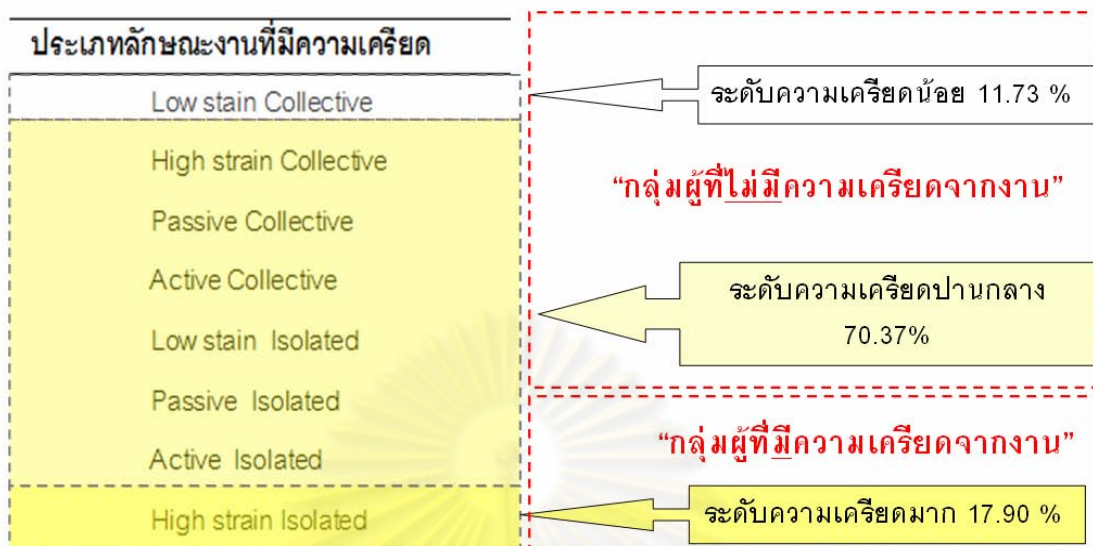 ประเภทลักษณะงานที่มีความเครียด
Low stain Collective
High strain Collective
Passive Collective
Active Collective
Low stain Isolated
Passive Isolated
Active Isolated
High strain Isolated
ระดับความเครียดน้อย 11.73 %
“กลุ่มผู้ที่ไม่มีความเครียดจากงาน”
ระดับความเครียดปานกลาง
70.37%
“กลุ่มผู้ที่มีความเครียดจากงาน”
ระดับความเครียดมาก 17.90 %